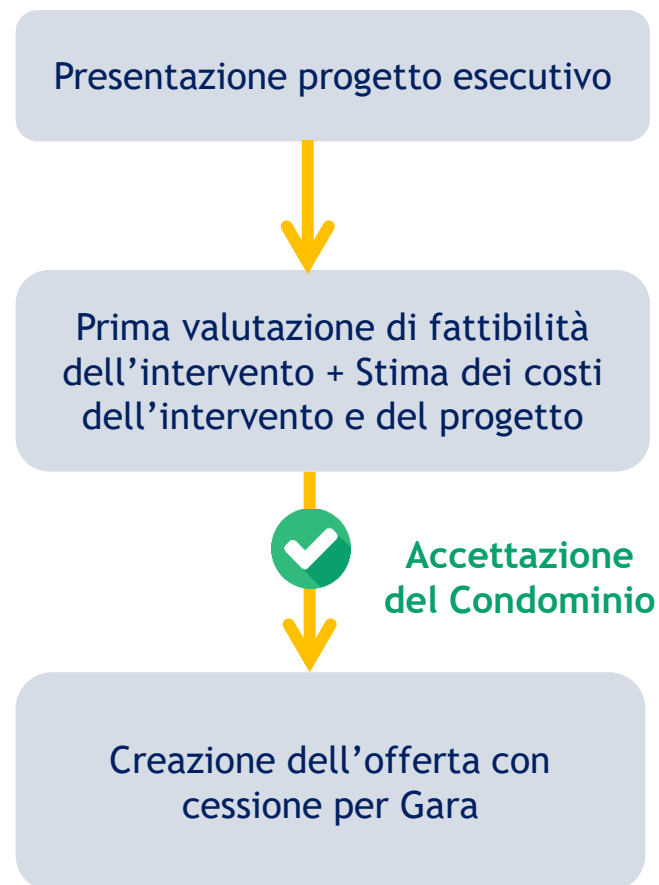 Presentazione progetto esecutivo
Prima valutazione di fattibilità
dell’intervento + Stima dei costi
dell’intervento e del progetto
Accettazione
del Condominio
Creazione dell’offerta con
cessione per Gara